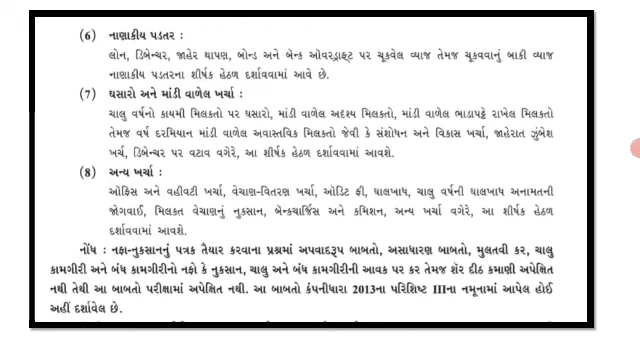 (6) નાણાકીય પડતર :
લોન, ડિબેન્ચર, જાહેર થાપણ, બોન્ડ અને બેન્ક ઓવરડ્રાફ્ટ પર ચૂકવેલ વ્યાજ તેમજ ચૂકવવાનું બાકી વ્યાજ
નાણાકીય પડતરના શીર્ષક હેઠળ દર્શાવવામાં આવે છે.
(7) ઘસારો અને માંડી વાળેલ ખર્ચા :
ચાલુ વર્ષનો કાયમી મિલકતો પર ઘસારો, માંડી વાળેલ અદશ્ય મિલકતો, માંડી વાળેલ ભાડાપટ્ટે રાખેલ મિલકતો
તેમજ વર્ષ દરમિયાન માંડી વાળેલ અવાસ્તવિક મિલકતો જેવી કે સંશોધન અને વિકાસ ખર્ચા, જાહેરાત ઝુંબેશ
ખર્ચ, ડિબેન્ચર પર વટાવ વગેરે, આ શીર્ષક હેઠળ દર્શાવવામાં આવશે.
(8) અન્ય ખર્ચા :
ઓફિસ અને વહીવટી ખર્ચા, વેચાણ-વિતરણ ખર્ચા, ઓડિટ ફી, ઘાલખાધ, ચાલુ વર્ષની ઘાલખાધ અનામતની
જોગવાઈ, મિલકત વેચાણનું નુકસાન, બૅન્કચાર્જિસ અને કમિશન, અન્ય ખર્ચા વગેરે, આ શીર્ષક હેઠળ
દર્શાવવામાં આવશે.
નોંધ : નફા-નુકસાનનું પત્રક તૈયાર કરવાના પ્રશ્નમાં અપવાદરૂપ બાબતો, અસાધારણ બાબતો, મુલતવી કર, ચાલુ
કામગીરી અને બંધ કામગીરીનો નફો કે નુકસાન, ચાલુ અને બંધ કામગીરીની આવક પર કર તેમજ શૅર દીઠ કમાણી અપેક્ષિત
નથી તેથી આ બાબતો પરીક્ષામાં અપેક્ષિત નથી. આ બાબતો કંપનીધારા 2013ના પરિશિષ્ટ IIIના નમૂનામાં આપેલ હોઈ
અહીં દર્શાવેલ છે.